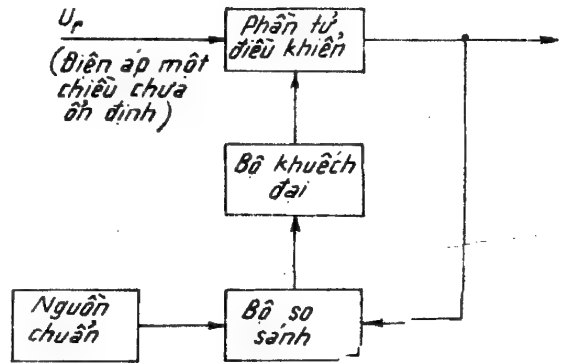 Ur
(Điện áp một
chiều chưa
ổn định)
Phần tử
điều khiển
Bộ khuếch
đại
Nguồn
chuẩn
Bộ so
sánh